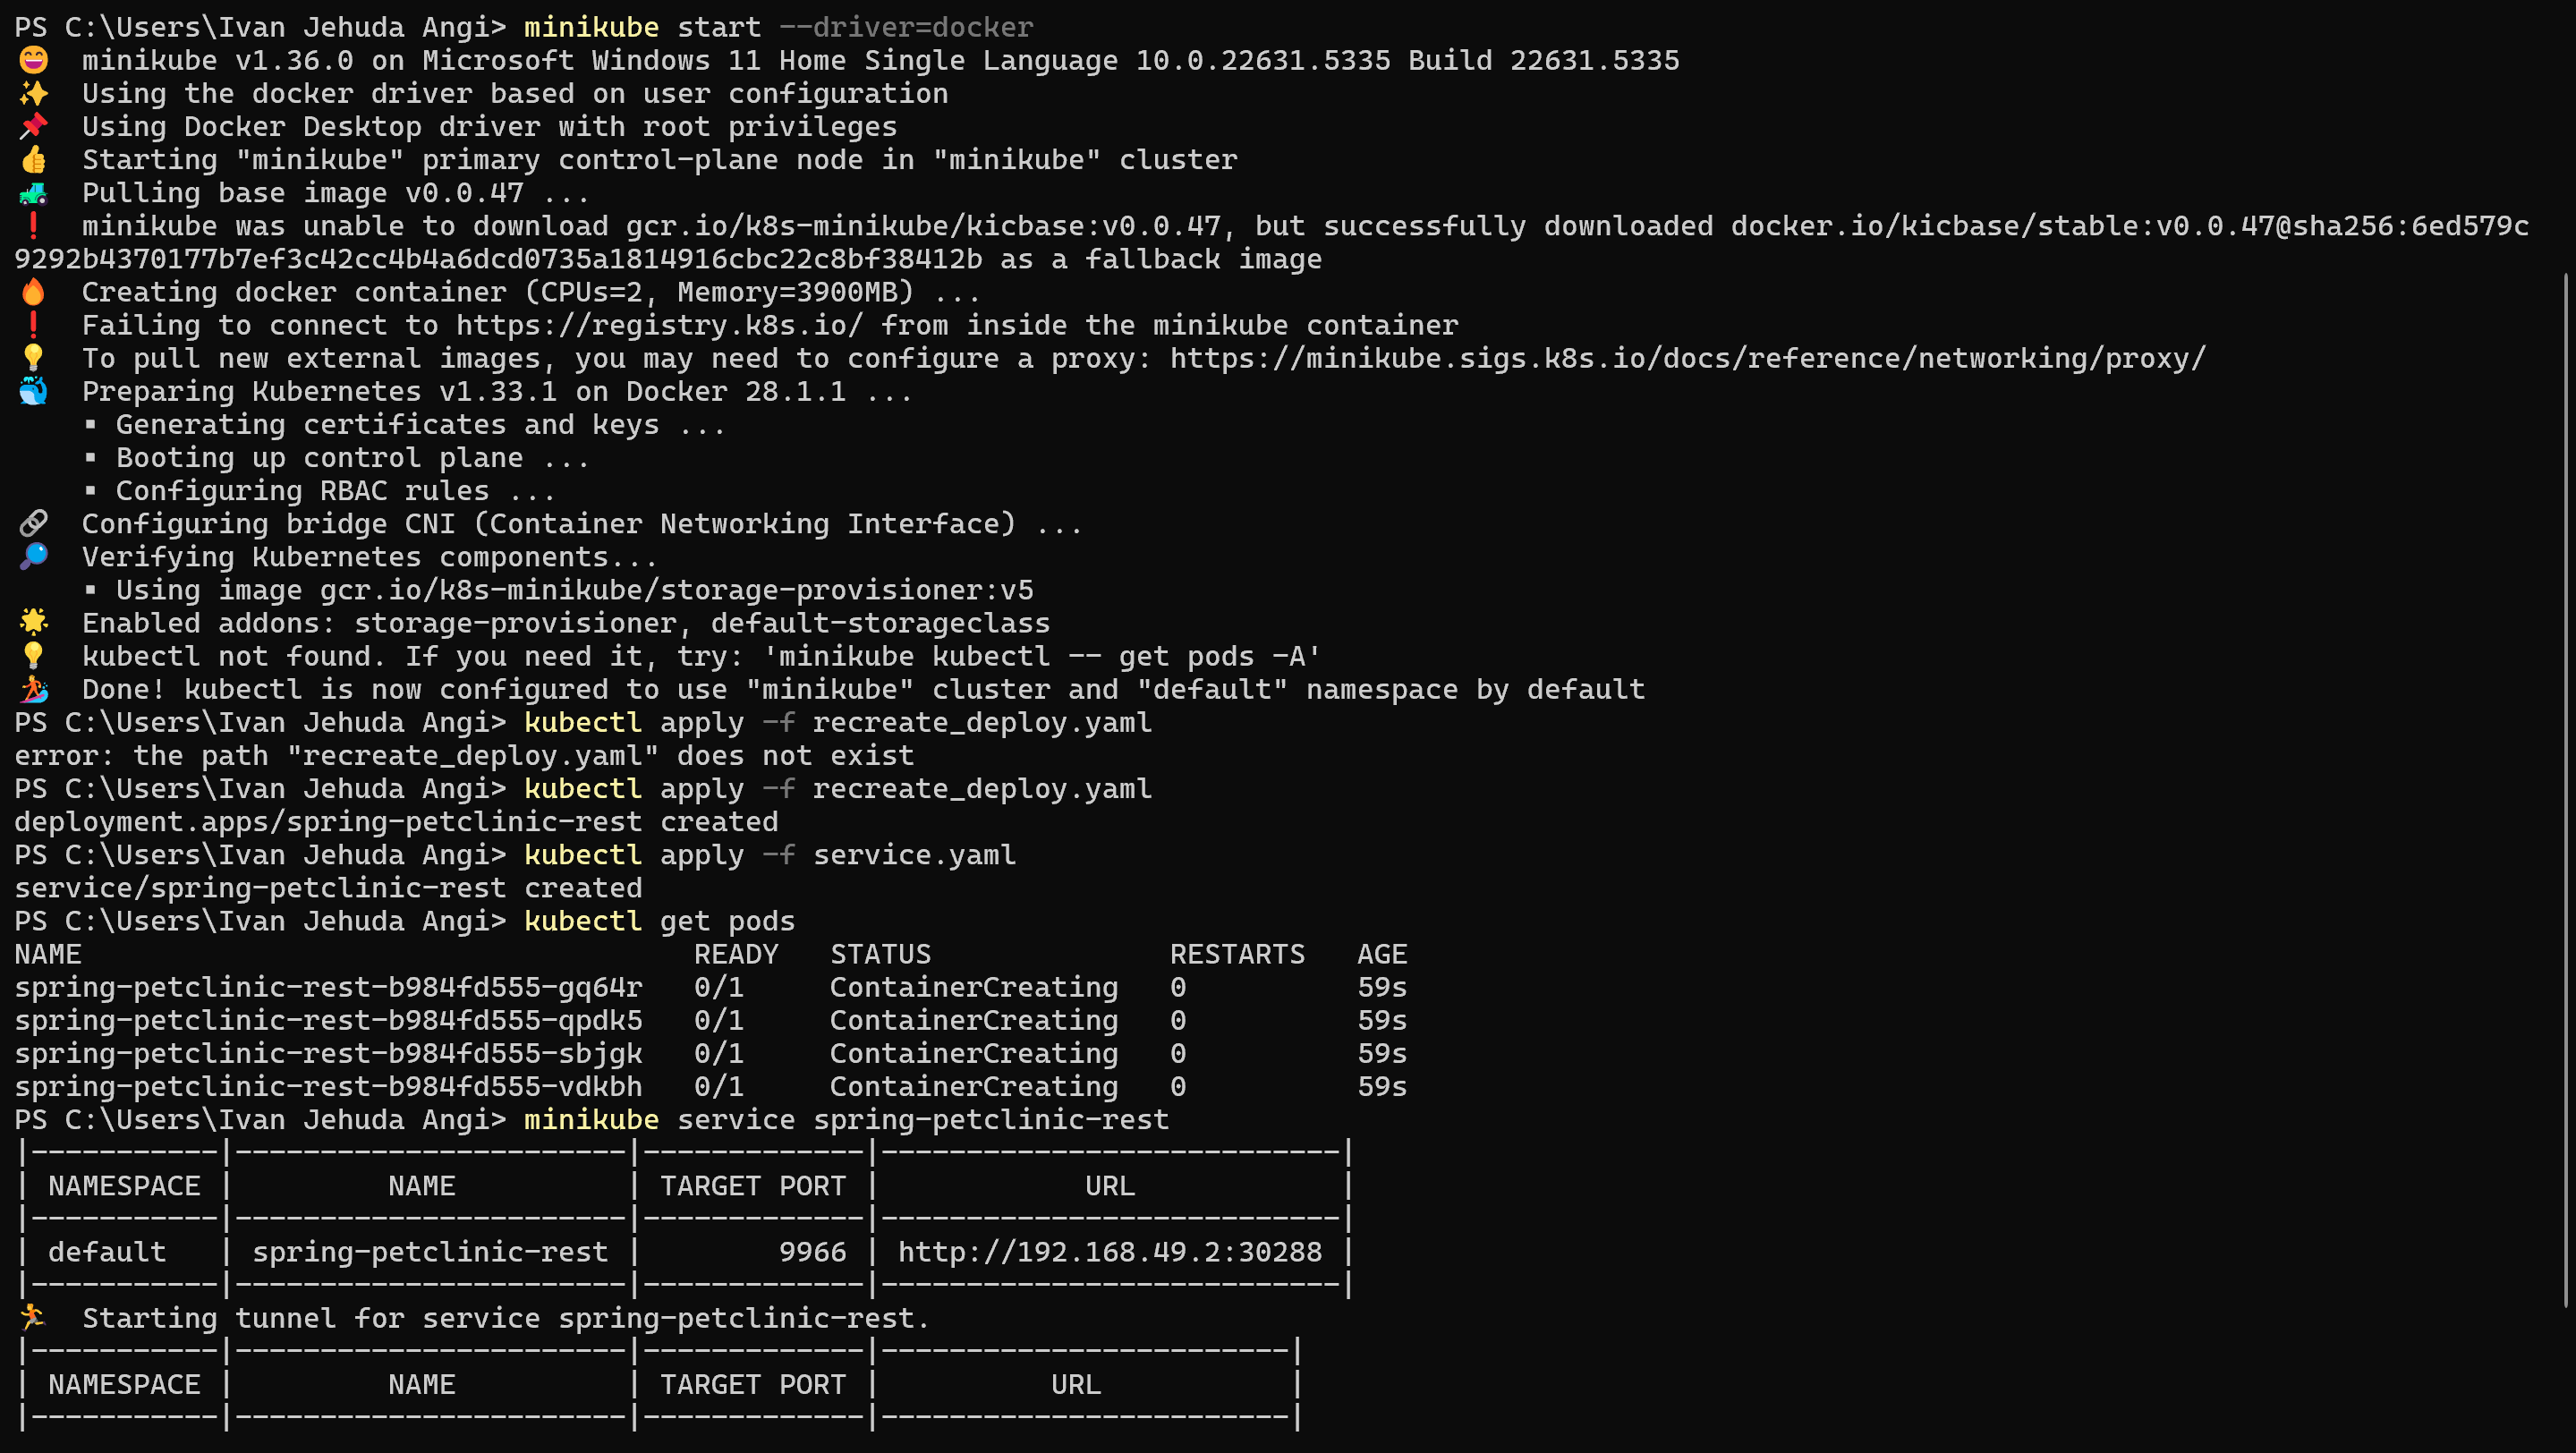 PS C:\Users\Ivan Jehuda Angi> minikube start --driver=docker
😄  minikube v1.36.0 on Microsoft Windows 11 Home Single Language 10.0.22631.5335 Build 22631.5335
✨  Using the docker driver based on user configuration
📌  Using Docker Desktop driver with root privileges
👍  Starting "minikube" primary control-plane node in "minikube" cluster
🚜  Pulling base image v0.0.47 ...
❗  minikube was unable to download gcr.io/k8s-minikube/kicbase:v0.0.47, but successfully downloaded docker.io/kicbase/stable:v0.0.47@sha256:6ed579c
9292b4370177b7ef3c42cc4b4a6dcd0735a1814916cbc22c8bf38412b as a fallback image
🔥  Creating docker container (CPUs=2, Memory=3900MB) ...
❗  Failing to connect to https://registry.k8s.io/ from inside the minikube container
💡  To pull new external images, you may need to configure a proxy: https://minikube.sigs.k8s.io/docs/reference/networking/proxy/
🐳  Preparing Kubernetes v1.33.1 on Docker 28.1.1 ...
    ▪ Generating certificates and keys ...
    ▪ Booting up control plane ...
    ▪ Configuring RBAC rules ...
🔗  Configuring bridge CNI (Container Networking Interface) ...
🔎  Verifying Kubernetes components...
    ▪ Using image gcr.io/k8s-minikube/storage-provisioner:v5
🌟  Enabled addons: storage-provisioner, default-storageclass
💡  kubectl not found. If you need it, try: 'minikube kubectl -- get pods -A'
🏄  Done! kubectl is now configured to use "minikube" cluster and "default" namespace by default
PS C:\Users\Ivan Jehuda Angi> kubectl apply -f recreate_deploy.yaml
error: the path "recreate_deploy.yaml" does not exist
PS C:\Users\Ivan Jehuda Angi> kubectl apply -f recreate_deploy.yaml
deployment.apps/spring-petclinic-rest created
PS C:\Users\Ivan Jehuda Angi> kubectl apply -f service.yaml
service/spring-petclinic-rest created
PS C:\Users\Ivan Jehuda Angi> kubectl get pods
NAME                                    READY   STATUS              RESTARTS   AGE
spring-petclinic-rest-b984fd555-gq64r   0/1     ContainerCreating   0          59s
spring-petclinic-rest-b984fd555-qpdk5   0/1     ContainerCreating   0          59s
spring-petclinic-rest-b984fd555-sbjgk   0/1     ContainerCreating   0          59s
spring-petclinic-rest-b984fd555-vdkbh   0/1     ContainerCreating   0          59s
PS C:\Users\Ivan Jehuda Angi> minikube service spring-petclinic-rest
|-----------|-----------------------|-------------|---------------------------|
| NAMESPACE |         NAME          | TARGET PORT |            URL            |
|-----------|-----------------------|-------------|---------------------------|
| default   | spring-petclinic-rest |        9966 | http://192.168.49.2:30288 |
|-----------|-----------------------|-------------|---------------------------|
🏃  Starting tunnel for service spring-petclinic-rest.
|-----------|-----------------------|-------------|------------------------|
| NAMESPACE |         NAME          | TARGET PORT |          URL           |
|-----------|-----------------------|-------------|------------------------|